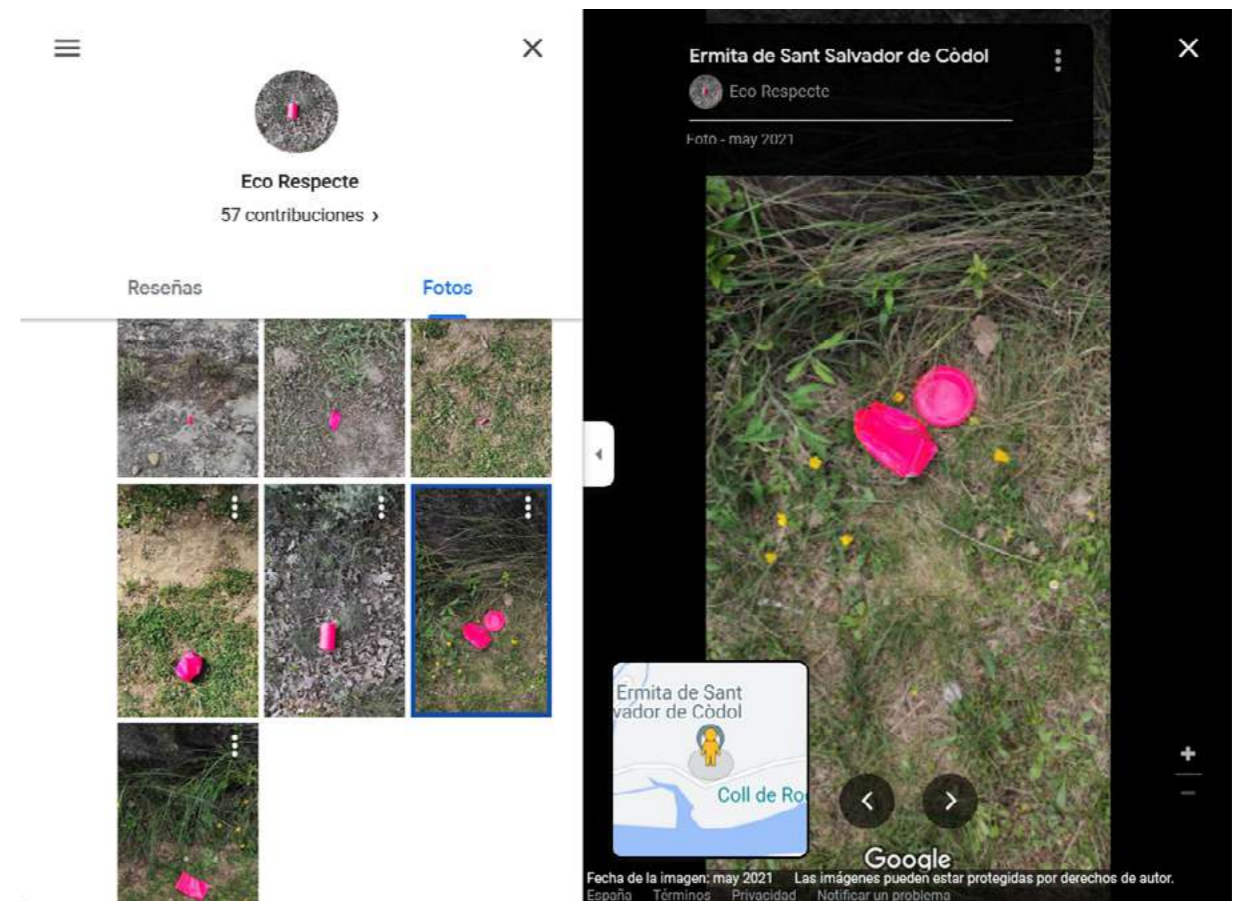 Eco Respecte
57 contribuciones ›
Reseñas
Fotos
Ermita de Sant Salvador de Còdol
Eco Respecte
Foto - may 2021
Ermita de Sant
vador de Còdol
Coll de Ro
Google
Fecha de la imagen: may 2021 Las imágenes pueden estar protegidas por derechos de autor.
España Términos Privacidad Notificar un problema